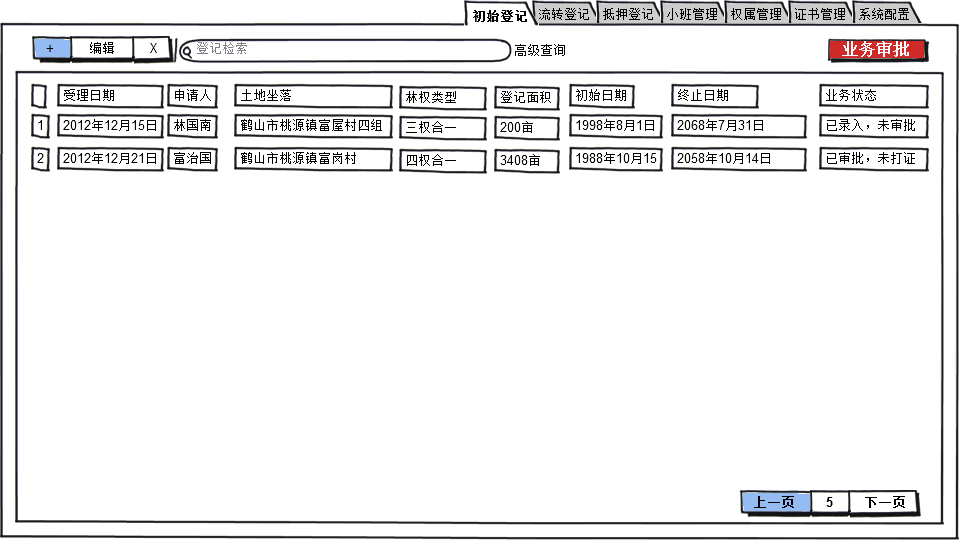 初始登记 流转登记 抵押登记 小班管理 权属管理 证书管理 系统配置
+ 编辑 X 登记检索 高级查询 业务审批
受理日期 申请人 土地坐落 林权类型 登记面积 初始日期 终止日期 业务状态
1 2012年12月15日 林国南 鹤山市桃源镇富屋村四组 三权合一 200亩 1998年8月1日 2068年7月31日 已录入，未审批
2 2012年12月21日 富治国 鹤山市桃源镇富岗村 四权合一 3408亩 1988年10月15 2058年10月14日 已审批，未打证
上一页 5 下一页